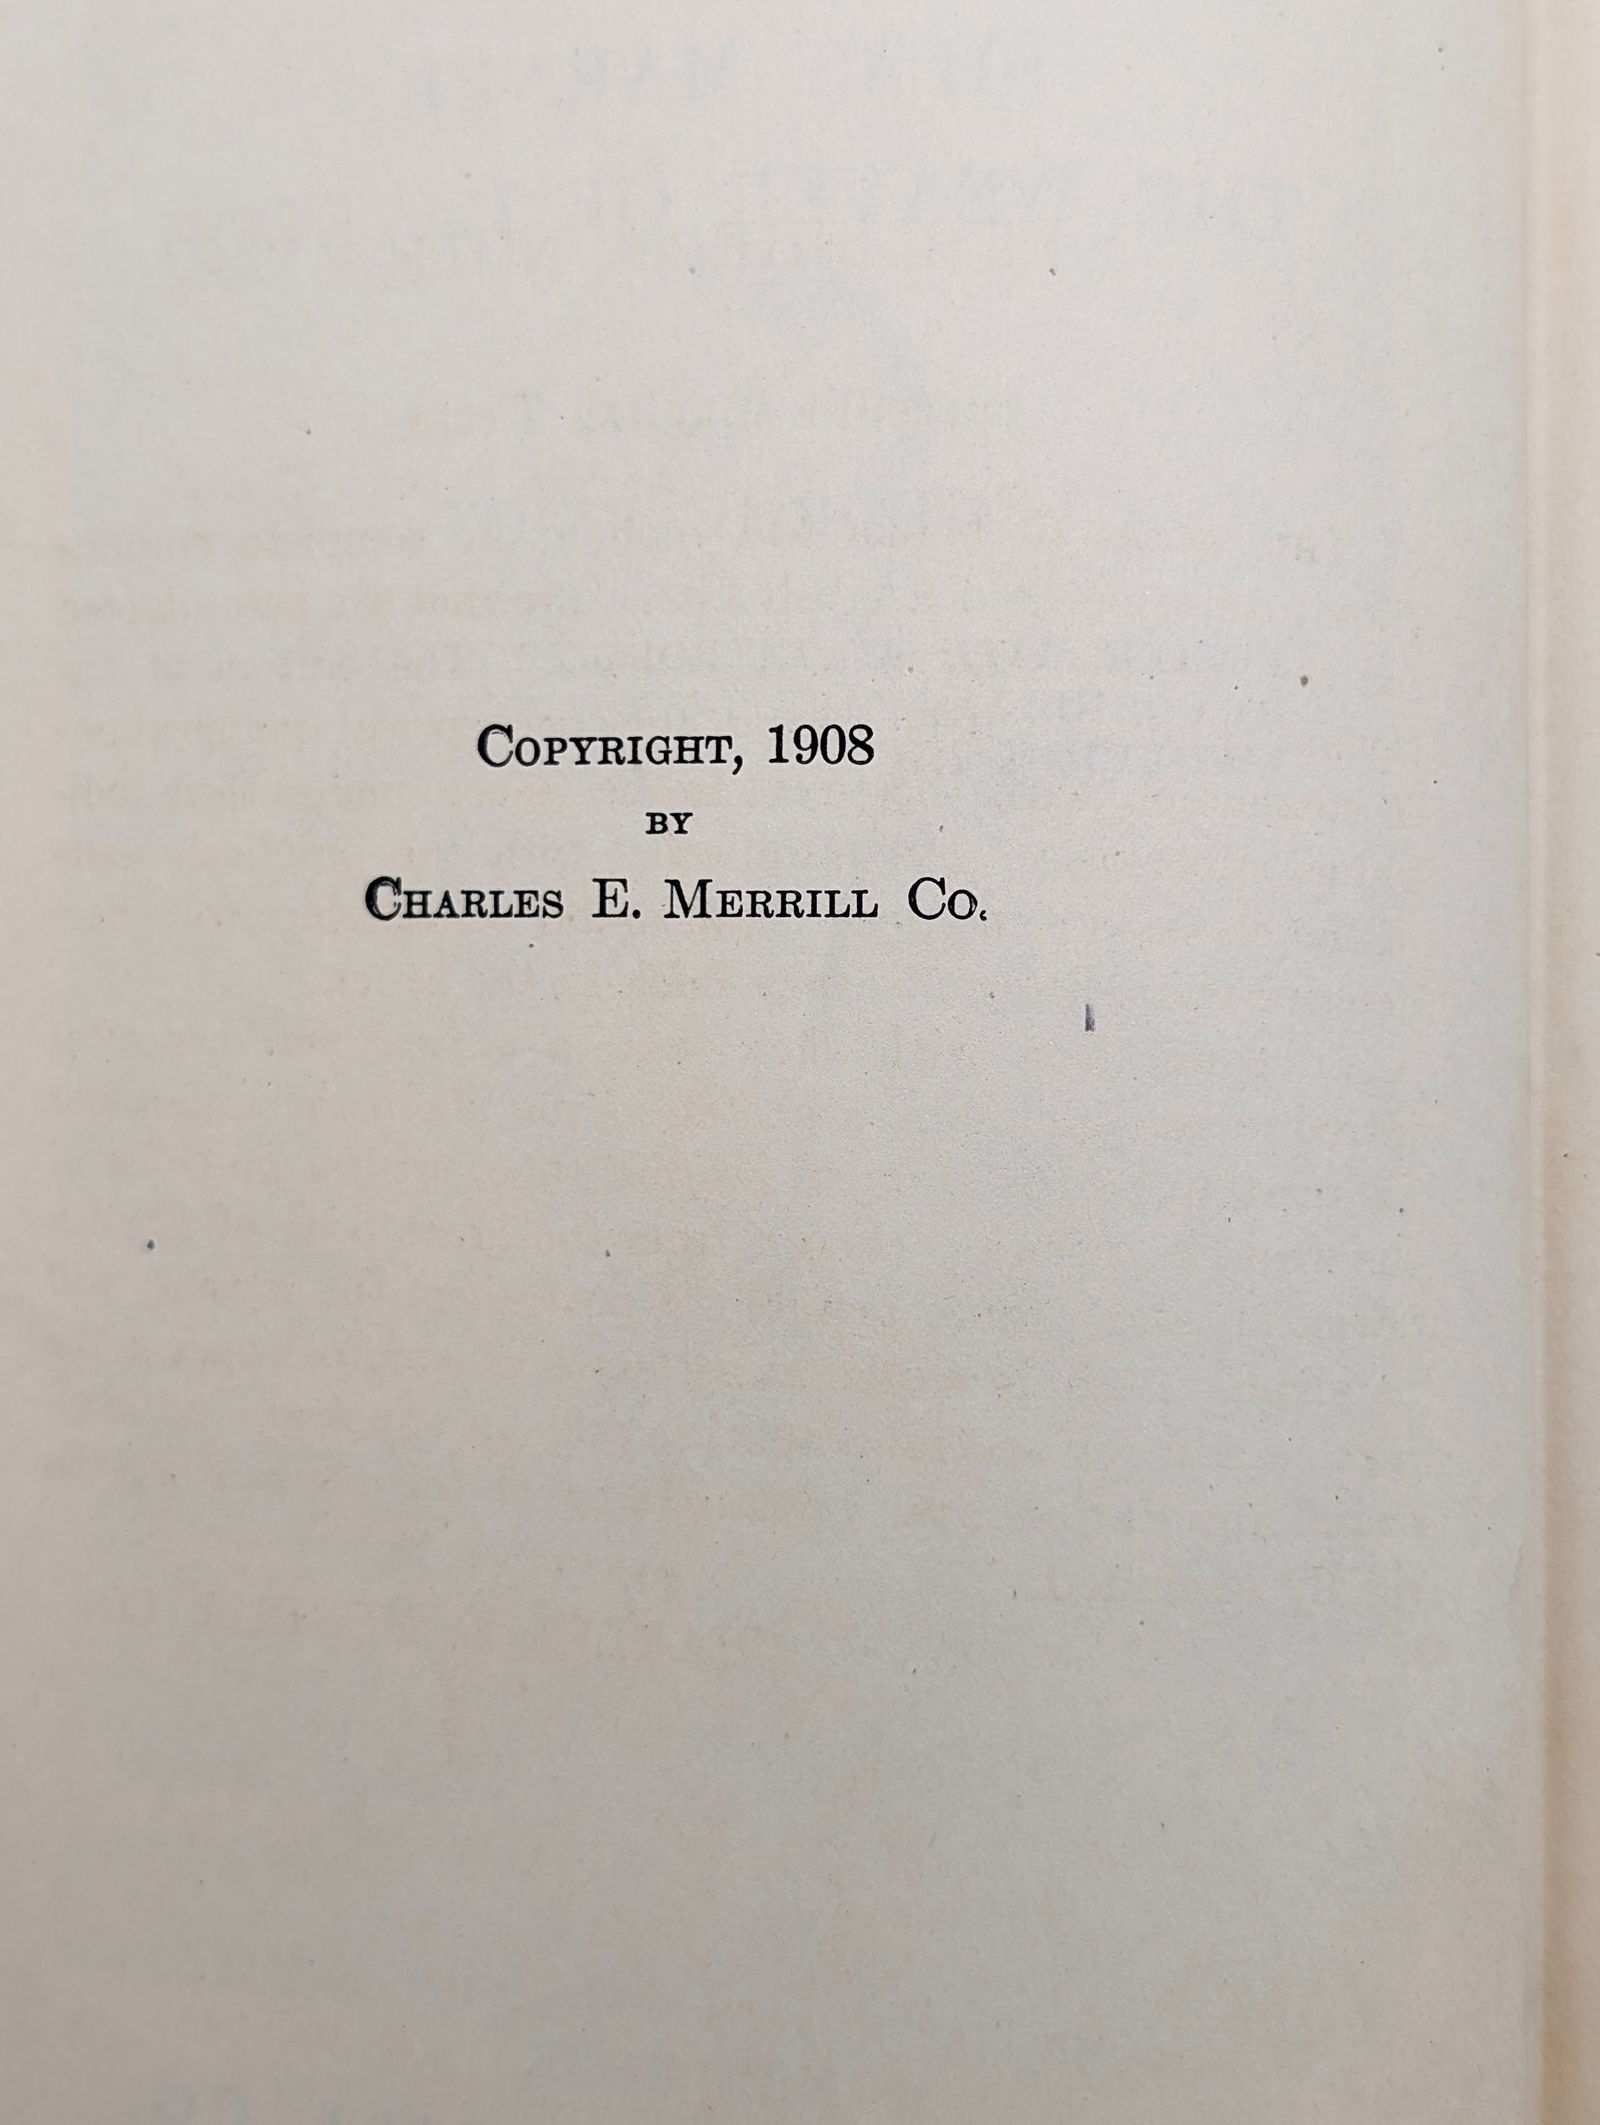 Copyright, 1908
by
Charles E. Merrill Co.